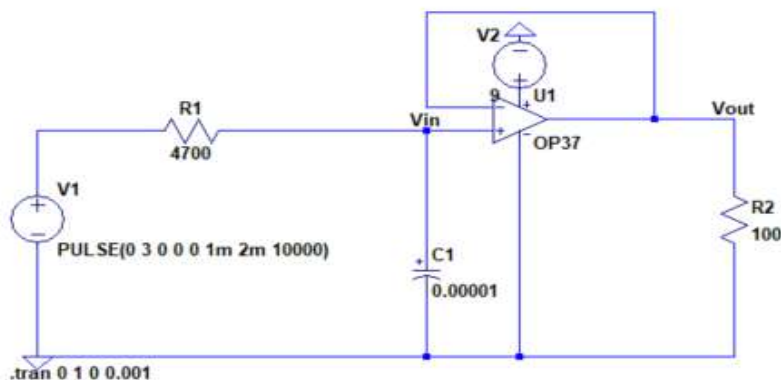 V2
9
U1
R1
Vin
Vout
4700
OP37
V1
R2
PULSE(0 3 0 0 0 1m 2m 10000)
C1
100
0.00001
.tran 0 1 0 0.001